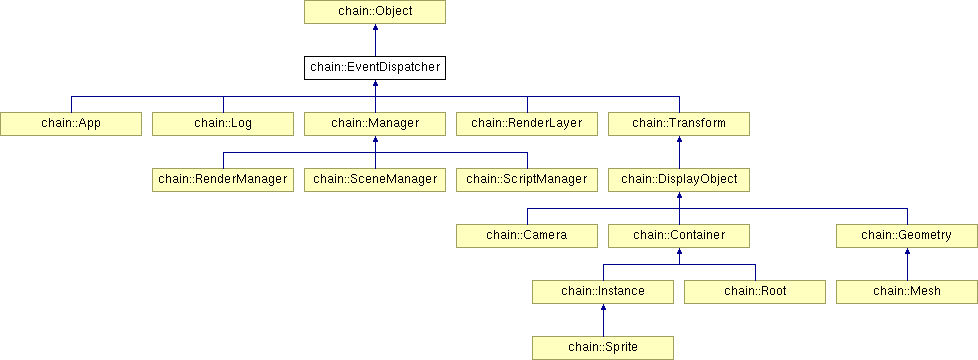 chain::Object
chain::EventDispatcher
chain::App
chain::Log
chain::Manager
chain::RenderLayer
chain::Transform
chain::RenderManager
chain::SceneManager
chain::ScriptManager
chain::DisplayObject
chain::Camera
chain::Container
chain::Geometry
chain::Instance
chain::Root
chain::Mesh
chain::Sprite